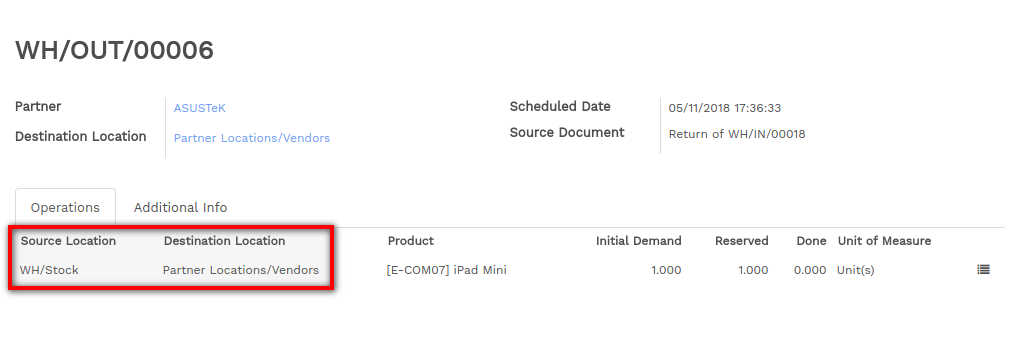 WH/OUT/00006
Partner ASUSTeK Scheduled Date 05/11/2018 17:36:33
Destination Location Partner Locations/Vendors Source Document Return of WH/IN/00018
Operations Additional Info
Source Location Destination Location Product Initial Demand Reserved Done Unit of Measure
WH/Stock Partner Locations/Vendors [E-COM07] iPad Mini 1.000 1.000 0.000 Unit(s)